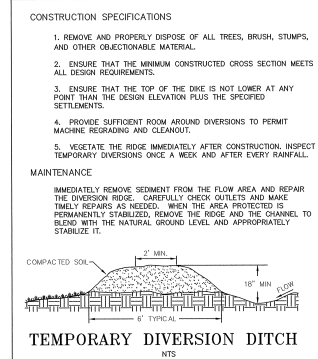 CONSTRUCTION SPECIFICATIONS
1. REMOVE AND PROPERLY DISPOSE OF ALL TREES, BRUSH, STUMPS,
AND OTHER OBJECTIONABLE MATERIAL.
2. ENSURE THAT THE MINIMUM CONSTRUCTED CROSS SECTION MEETS
ALL DESIGN REQUIREMENTS.
3. ENSURE THAT THE TOP OF THE DIKE IS NOT LOWER AT ANY
POINT THAN THE DESIGN ELEVATION PLUS THE SPECIFIED
SETTLEMENTS.
4. PROVIDE SUFFICIENT ROOM AROUND DIVERSIONS TO PERMIT
MACHINE REGRADING AND CLEANOUT.
5. VEGETATE THE RIDGE IMMEDIATELY AFTER CONSTRUCTION. INSPECT
TEMPORARY DIVERSIONS ONCE A WEEK AND AFTER EVERY RAINFALL.
MAINTENANCE
IMMEDIATELY REMOVE SEDIMENT FROM THE FLOW AREA AND REPAIR
THE DIVERSION RIDGE. CAREFULLY CHECK OUTLETS AND MAKE
TIMELY REPAIRS AS NEEDED. WHEN THE AREA PROTECTED IS
PERMANENTLY STABILIZED, REMOVE THE RIDGE AND THE CHANNEL TO
BLEND WITH THE NATURAL GROUND LEVEL AND APPROPRIATELY
STABILIZE IT.
2' MIN.
COMPACTED SOIL
18" MIN
FLOW
6' TYPICAL
TEMPORARY DIVERSION DITCH
NTS